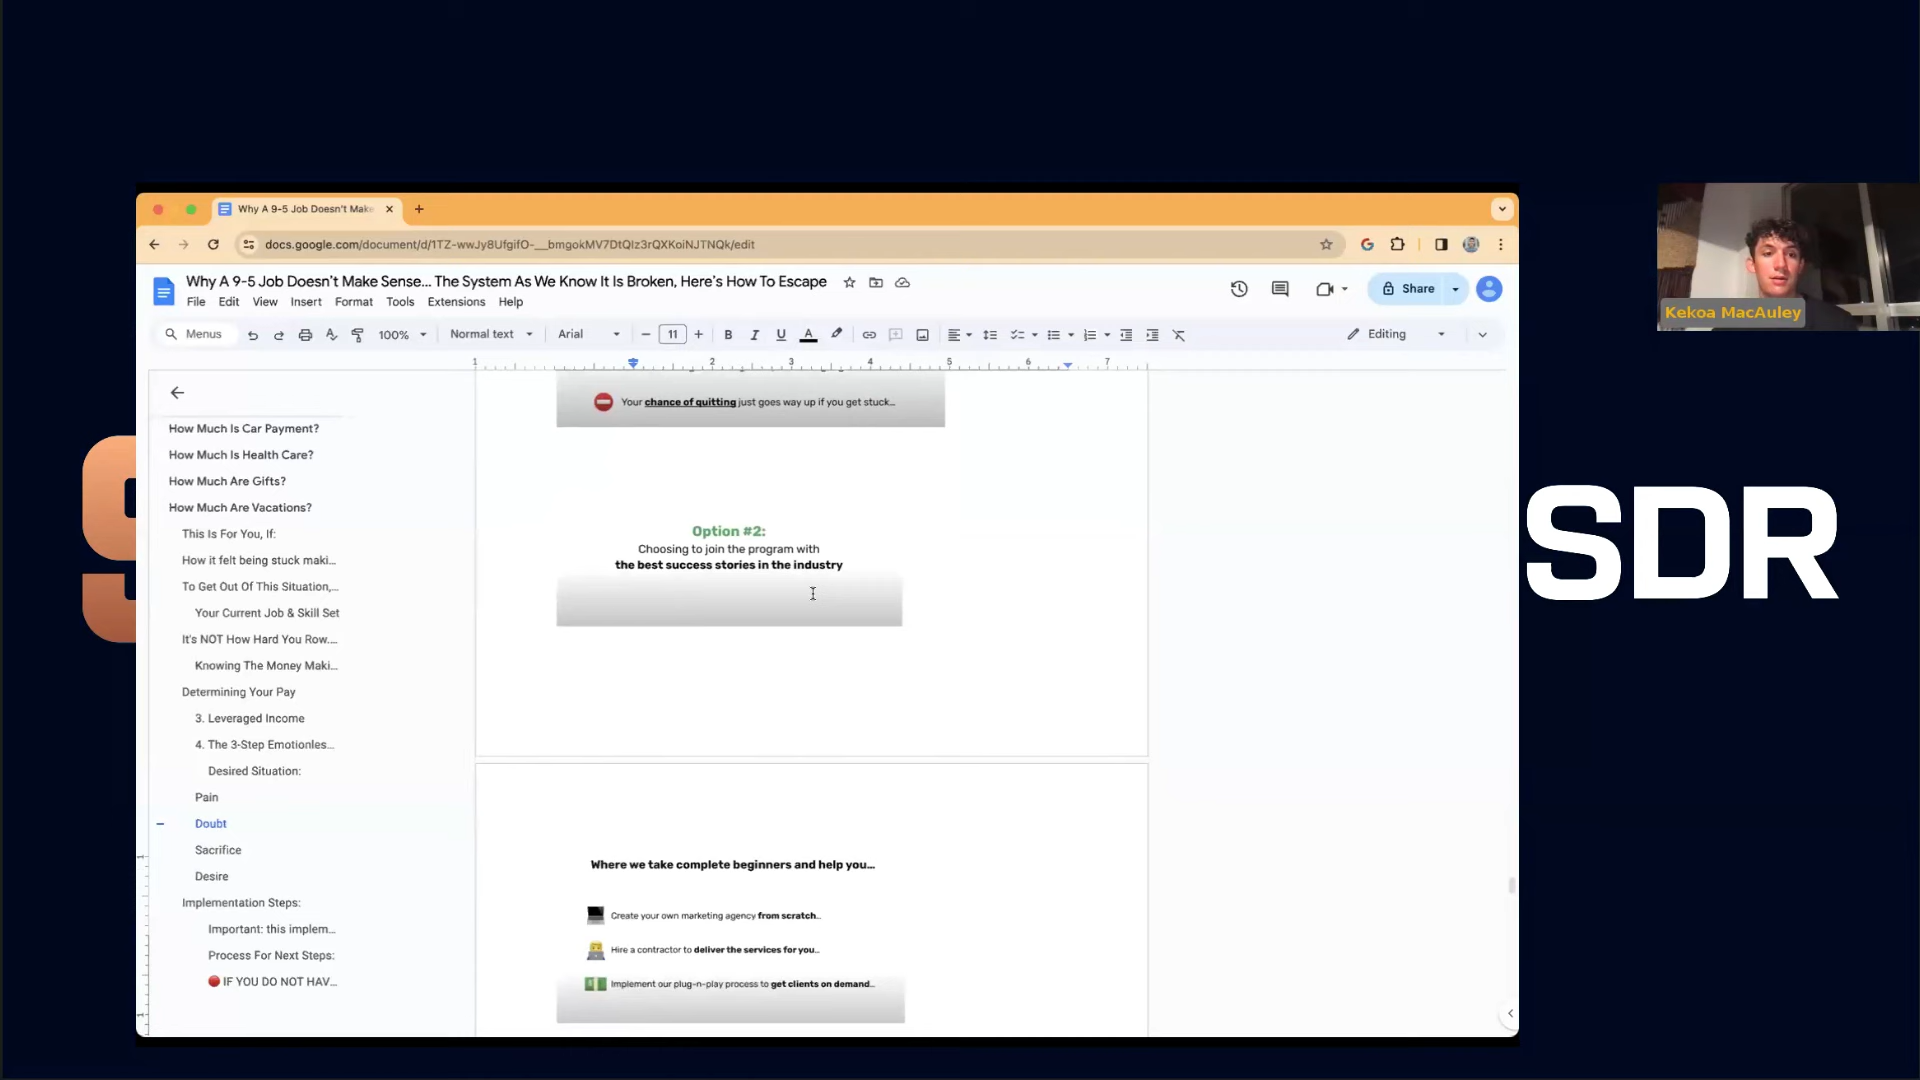 Why A 9-5 Job Doesn't Make
docs.google.com/document/d/1TZ-wwJy8UfgifO-__bmgokMV7DtQIz3rQXKoiNJTNQk/edit
Why A 9-5 Job Doesn't Make Sense... The System As We Know It Is Broken, Here's How To Escape
File Edit View Insert Format Tools Extensions Help
Share
Menus 100% Normal text Arial 11 Editing
1 2 3 4 5 6 7
How Much Is Car Payment?
How Much Is Health Care?
How Much Are Gifts?
How Much Are Vacations?
This Is For You, If:
How it felt being stuck maki...
To Get Out Of This Situation,...
Your Current Job & Skill Set
It's NOT How Hard You Row....
Knowing The Money Maki...
Determining Your Pay
3. Leveraged Income
4. The 3-Step Emotionles...
Desired Situation:
Pain
Doubt
Sacrifice
Desire
Implementation Steps:
Important: this implem...
Process For Next Steps:
IF YOU DO NOT HAV...
Your chance of quitting just goes way up if you get stuck...
Option #2:
Choosing to join the program with
the best success stories in the industry
Where we take complete beginners and help you...
Create your own marketing agency from scratch...
Hire a contractor to deliver the services for you...
Implement our plug-n-play process to get clients on demand...
Kekoa MacAuley
SDR